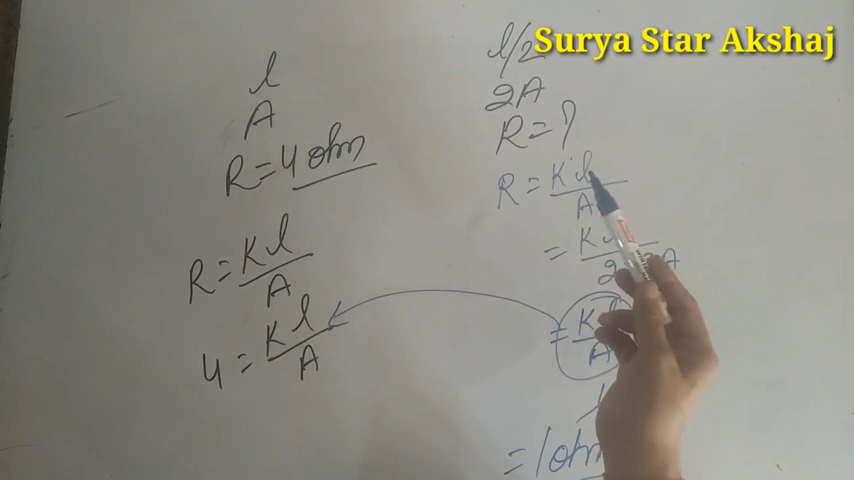 Surya Star Akshaj
l
A
R=4 ohm
R=Kl/A
4=Kl/A
l/2
2A
R=?
R=Kl/A
=1 ohm